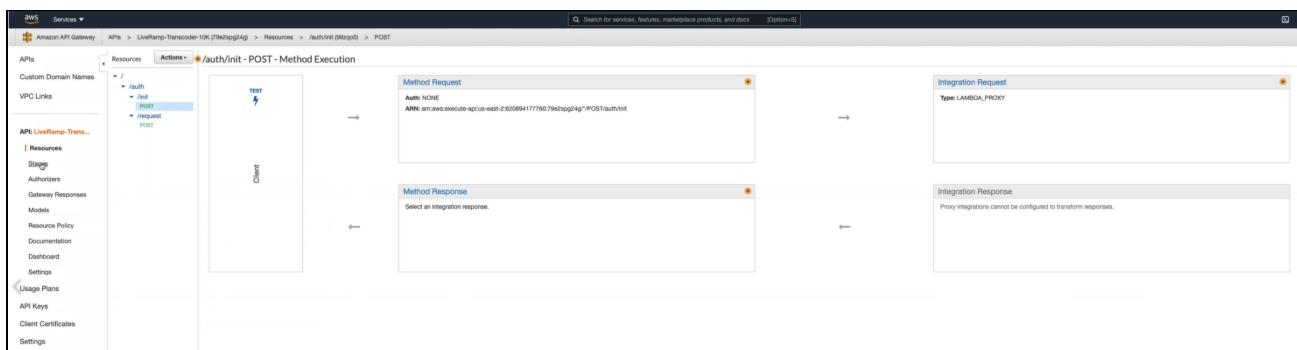 aws Services ▼ Search for services, features, marketplace products, and docs [Option+S]
Amazon API Gateway APIs > LiveRamp-Transcoder-10K (79e2spg24g) > Resources > /auth/init (99zqo5) > POST
APIs
Custom Domain Names
VPC Links
API: LiveRamp-Trans...
Resources
Stages
Authorizers
Gateway Responses
Models
Resource Policy
Documentation
Dashboard
Settings
Usage Plans
API Keys
Client Certificates
Settings
Resources Actions
/
/auth
/init
POST
/request
POST
/auth/init - POST - Method Execution
TEST
Client
Method Request
Auth: NONE
ARN: arn:aws:execute-api:us-east-2:620894177760:79e2spg24g/*/POST/auth/init
Integration Request
Type: LAMBDA_PROXY
Method Response
Select an integration response.
Integration Response
Proxy integrations cannot be configured to transform responses.